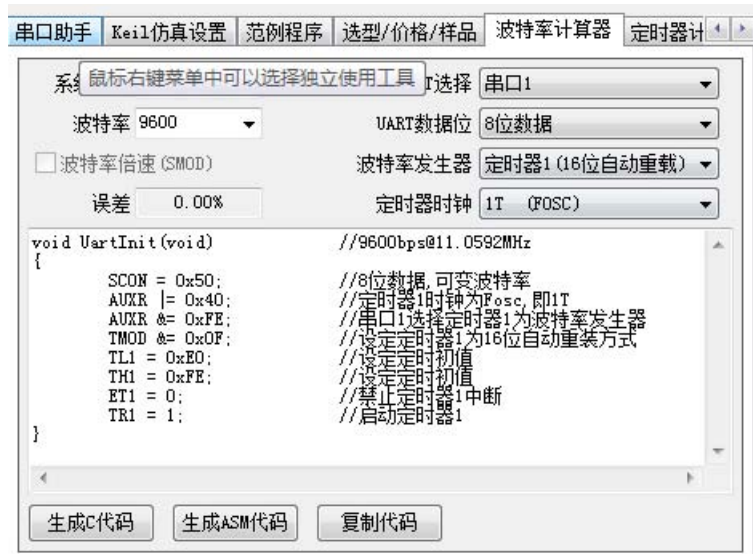 串口助手 Keil仿真设置 范例程序 选型/价格/样品 波特率计算器 定时器计
鼠标右键菜单中可以选择独立使用工具
系 T选择 串口1
波特率 9600 UART数据位 8位数据
波特率倍速(SMOD) 波特率发生器 定时器1(16位自动重载)
误差 0.00% 定时器时钟 1T (FOSC)
void UartInit(void) //9600bps@11.0592MHz
{
SCON = 0x50; //8位数据,可变波特率
AUXR |= 0x40; //定时器1时钟为Fosc,即1T
AUXR &= 0xFE; //串口1选择定时器1为波特率发生器
TMOD &= 0x0F; //设定定时器1为16位自动重装方式
TL1 = 0xE0; //设定定时初值
TH1 = 0xFE; //设定定时初值
ET1 = 0; //禁止定时器1中断
TR1 = 1; //启动定时器1
}
生成C代码 生成ASM代码 复制代码